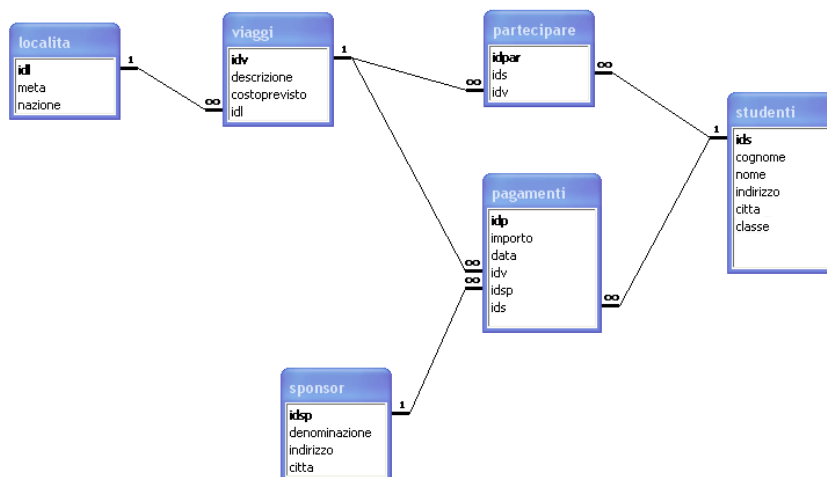 localita
idl
meta
nazione
viaggi
idv
descrizione
costoprevisto
idl
partecipare
idpar
ids
idv
studenti
ids
cognome
nome
indirizzo
citta
classe
pagamenti
idp
importo
data
idv
idsp
ids
sponsor
idsp
denominazione
indirizzo
citta
1
∞
1
∞
∞
1
∞
∞
∞
1